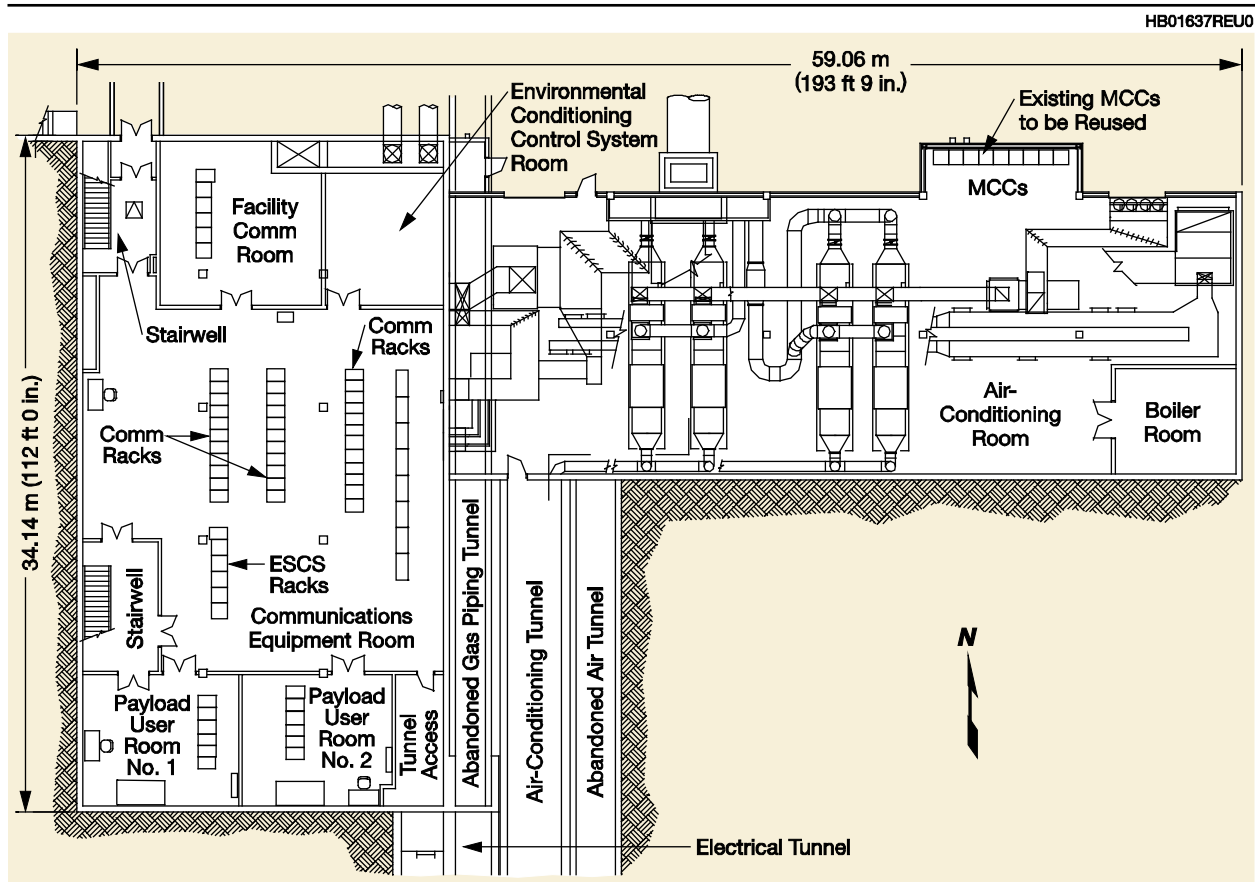 HB01637REU0
59.06 m
(193 ft 9 in.)
Environmental
Conditioning
Control System
Room
Existing MCCs
to be Reused
MCCs
Facility
Comm
Room
Stairwell
Comm
Racks
34.14 m (112 ft 0 in.)
Comm
Racks
Air-
Conditioning
Room
Boiler
Room
ESCS
Racks
Stairwell
Communications
Equipment Room
Abandoned Gas Piping Tunnel
Air-Conditioning Tunnel
Abandoned Air Tunnel
N
Payload
User
Room
No. 1
Payload
User
Room
No. 2
Tunnel
Access
Electrical Tunnel